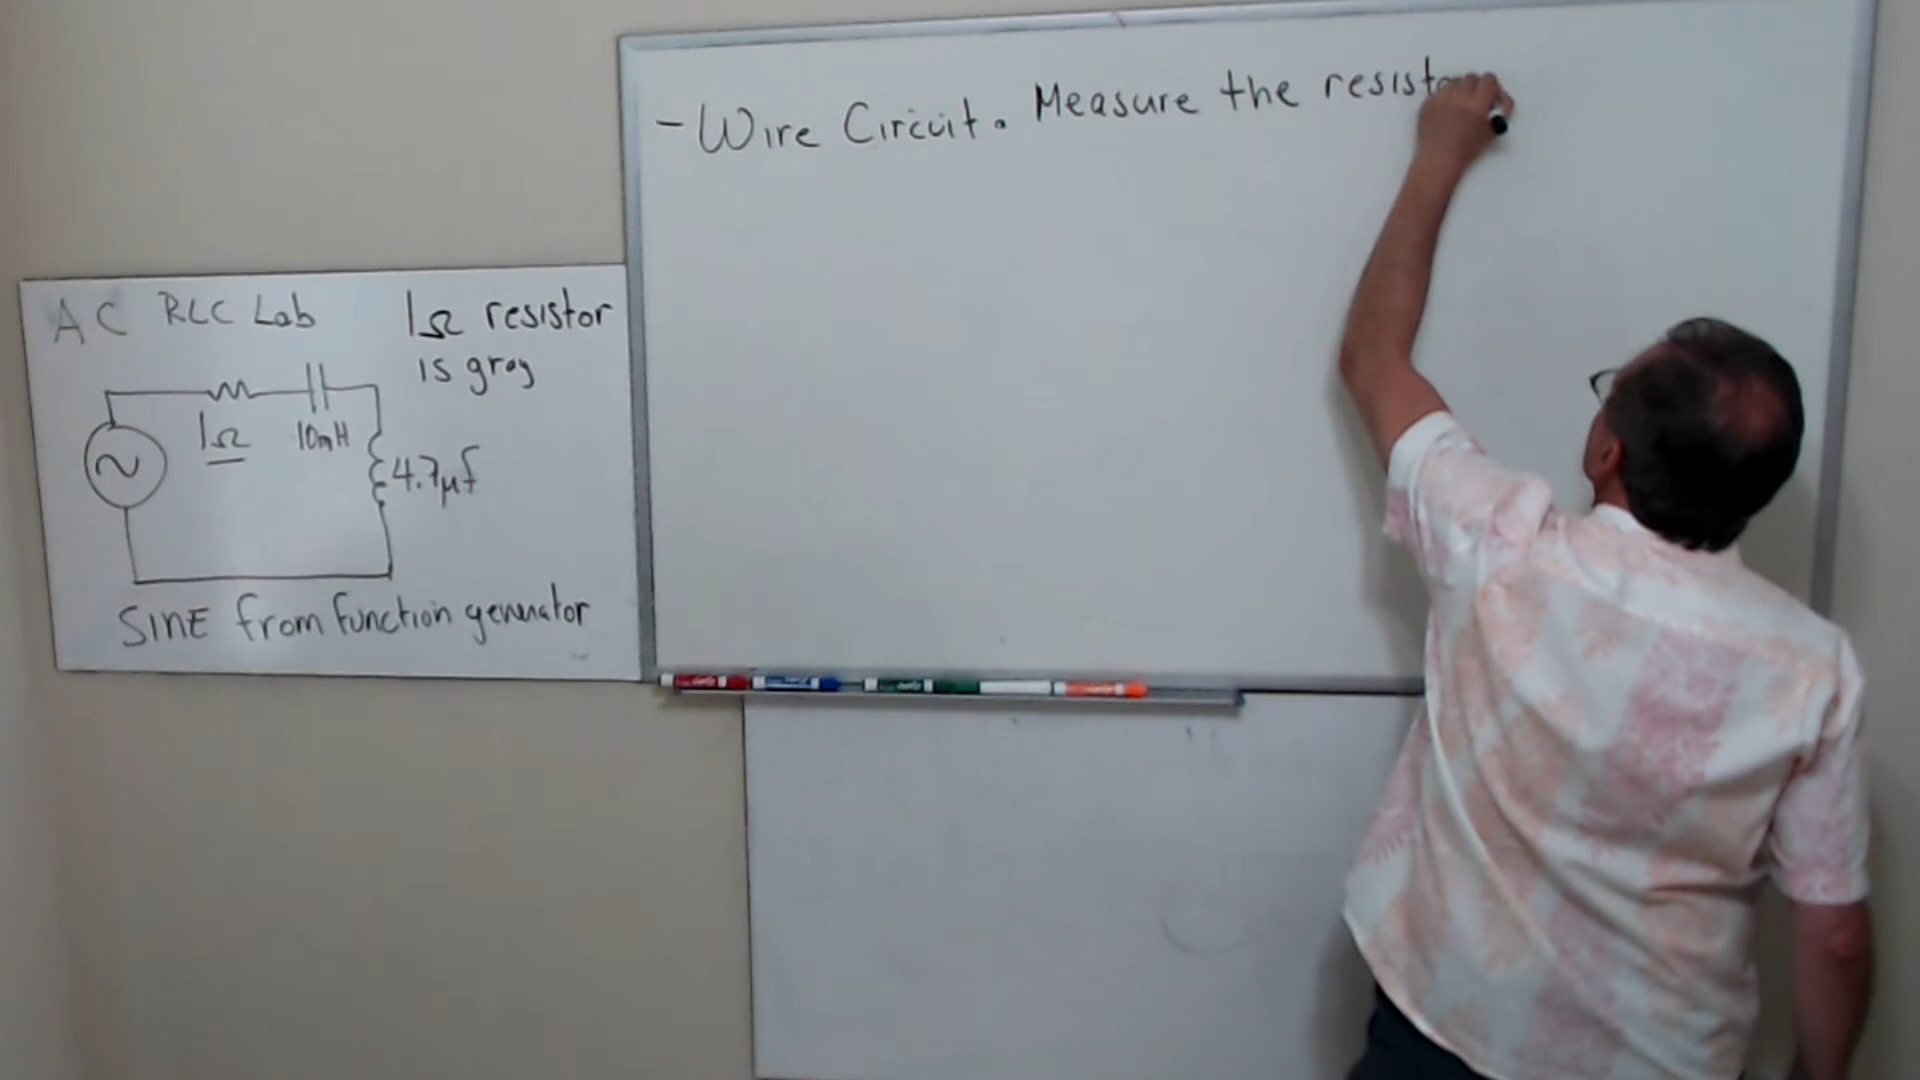 - Wire Circuit. Measure the
AC RLC Lab
1Ω resistor
is gray
1Ω
10mH
4.7μf
SINE from function generator